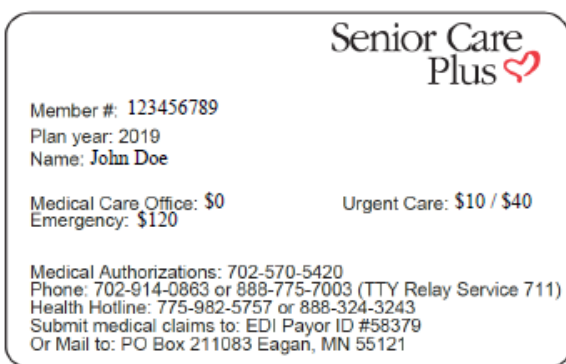 Senior Care
Plus
Member #: 123456789
Plan year: 2019
Name: John Doe
Medical Care Office: $0 Urgent Care: $10 / $40
Emergency: $120
Medical Authorizations: 702-570-5420
Phone: 702-914-0863 or 888-775-7003 (TTY Relay Service 711)
Health Hotline: 775-982-5757 or 888-324-3243
Submit medical claims to: EDI Payor ID #58379
Or Mail to: PO Box 211083 Eagan, MN 55121